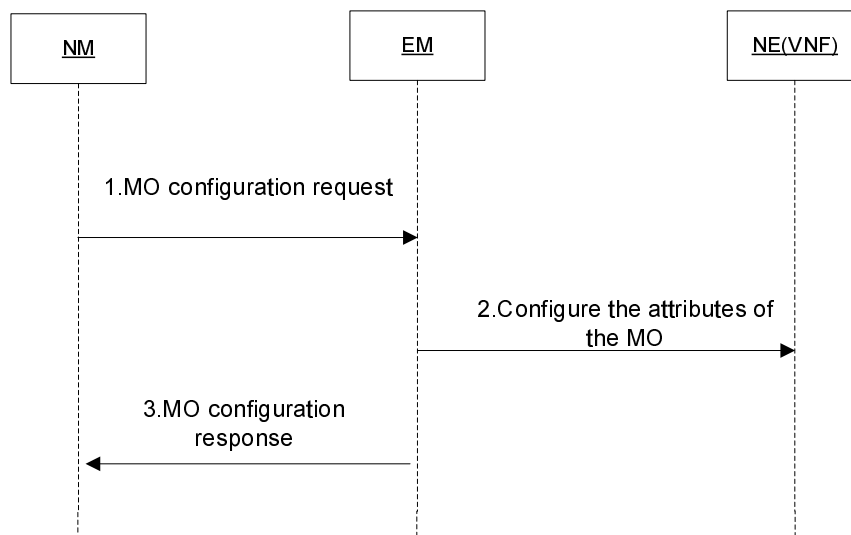 NM
EM
NE(VNF)
1.MO configuration request
2.Configure the attributes of
the MO
3.MO configuration
response